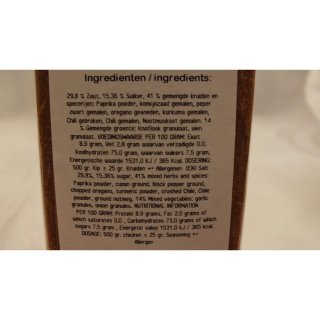 Ingredienten / ingredients:
29,8 % Zout, 15,36 % Suiker, 41 % gemengde kruiden en
specerijen: Paprika poeder, komijnzaad gemalen, peper
zwart gemalen, oregano gesneden, kurkuma gemalen,
Chili gebroken, Chili gemalen, Nootmuskaat gemalen. 14
% Gemengde groente: Knoflook granulaat, uien
granulaat. VOEDINGSWAARDE PER 100 GRAM: Eiwit
8,9 gram, Vet 2,8 gram waarvan verzadigde 0,0,
Koolhydraten 75,0 gram, waarvan suikers 7,5 gram,
Energetische waarde 1531,0 KJ / 365 Kcal DOSERING:
500 gr. Kip = 25 gr. Kruiden *= Allergenen (EN) Salt
29,8%, 15,36% sugar, 41% mixed herbs and spices:
Paprika powder, cumin ground, black pepper ground,
chopped oregano, turmeric powder, crushed Chile, Chile
powder, ground nutmeg. 14% Mixed vegetables: garlic
granules, onion granules. NUTRITIONAL INFORMATION
PER 100 GRAM: Protein 8,9 grams, Fat 2,0 grams of
which saturates 0,0 , Carbohydrates 73,0 grams of which
sugars 7,5 gram , Energetic value 1531,0 KJ / 365 kcal.
DOSAGE: 500 gr. chicken = 25 gr. Seasoning *=
Allergen